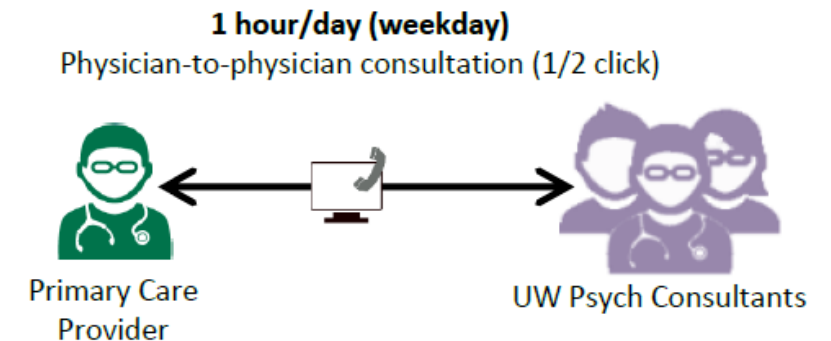 1 hour/day (weekday)
Physician-to-physician consultation (1/2 click)
Primary Care
Provider
UW Psych Consultants